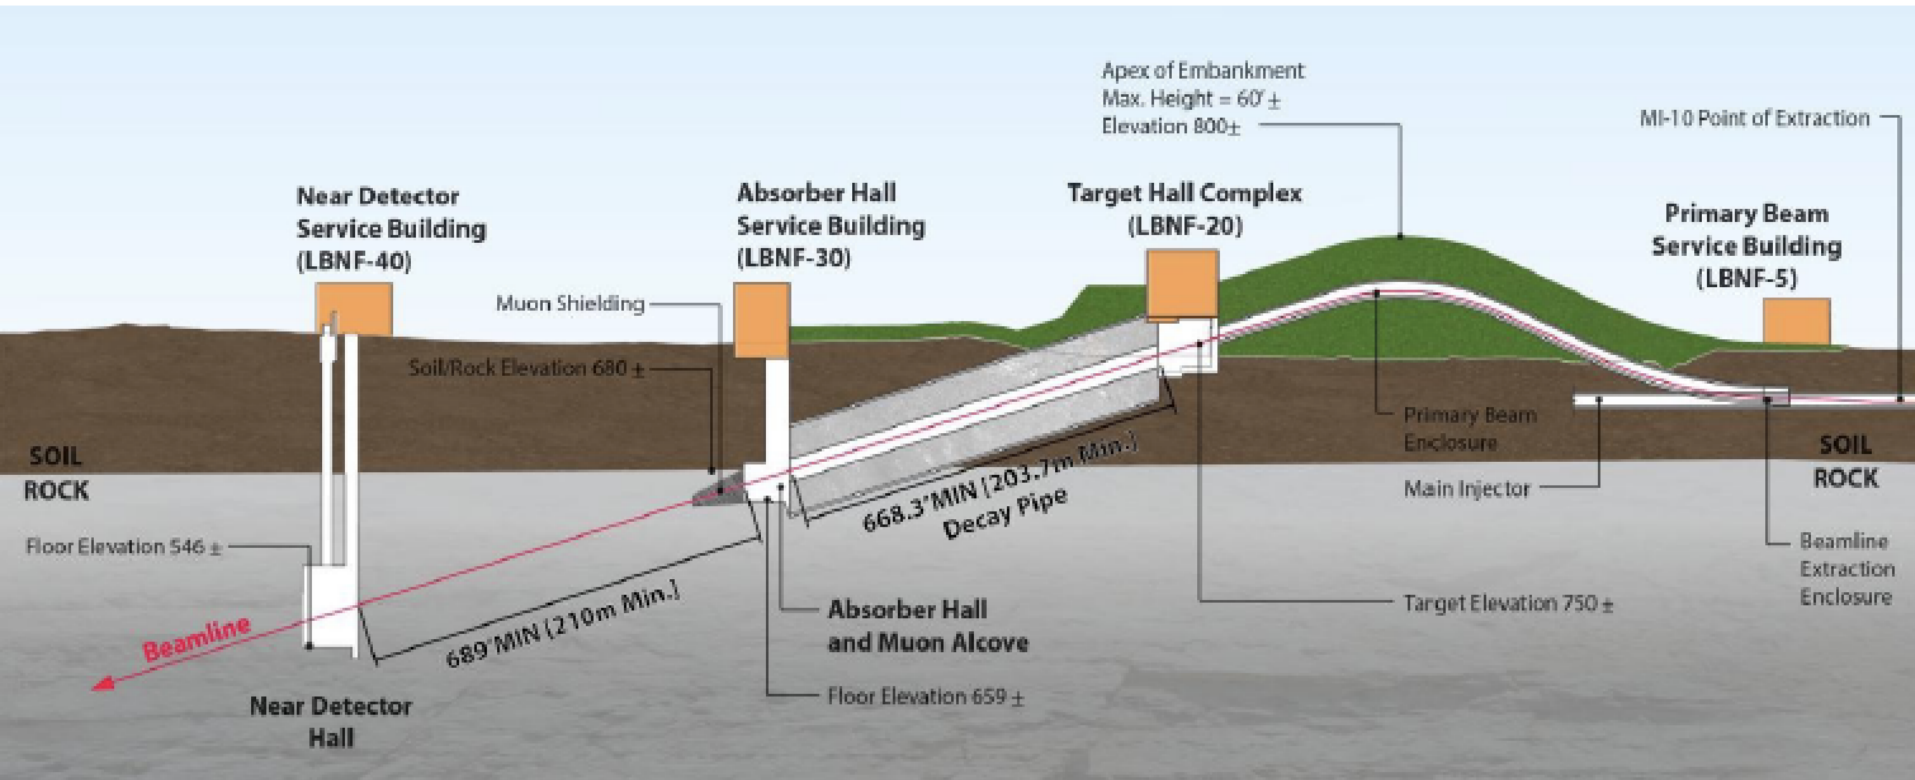 Apex of Embankment
Max. Height = 60' ±
Elevation 800±
MI-10 Point of Extraction
Near Detector
Service Building
(LBNF-40)
Absorber Hall
Service Building
(LBNF-30)
Target Hall Complex
(LBNF-20)
Primary Beam
Service Building
(LBNF-5)
Muon Shielding
Soil/Rock Elevation 680 ±
SOIL
ROCK
Primary Beam
Enclosure
SOIL
ROCK
Main Injector
668.3'MIN (203.7m Min.)
Decay Pipe
Floor Elevation 546 ±
Beamline
Extraction
Enclosure
689'MIN (210m Min.)
Absorber Hall
and Muon Alcove
Target Elevation 750 ±
Beamline
Floor Elevation 659 ±
Near Detector
Hall